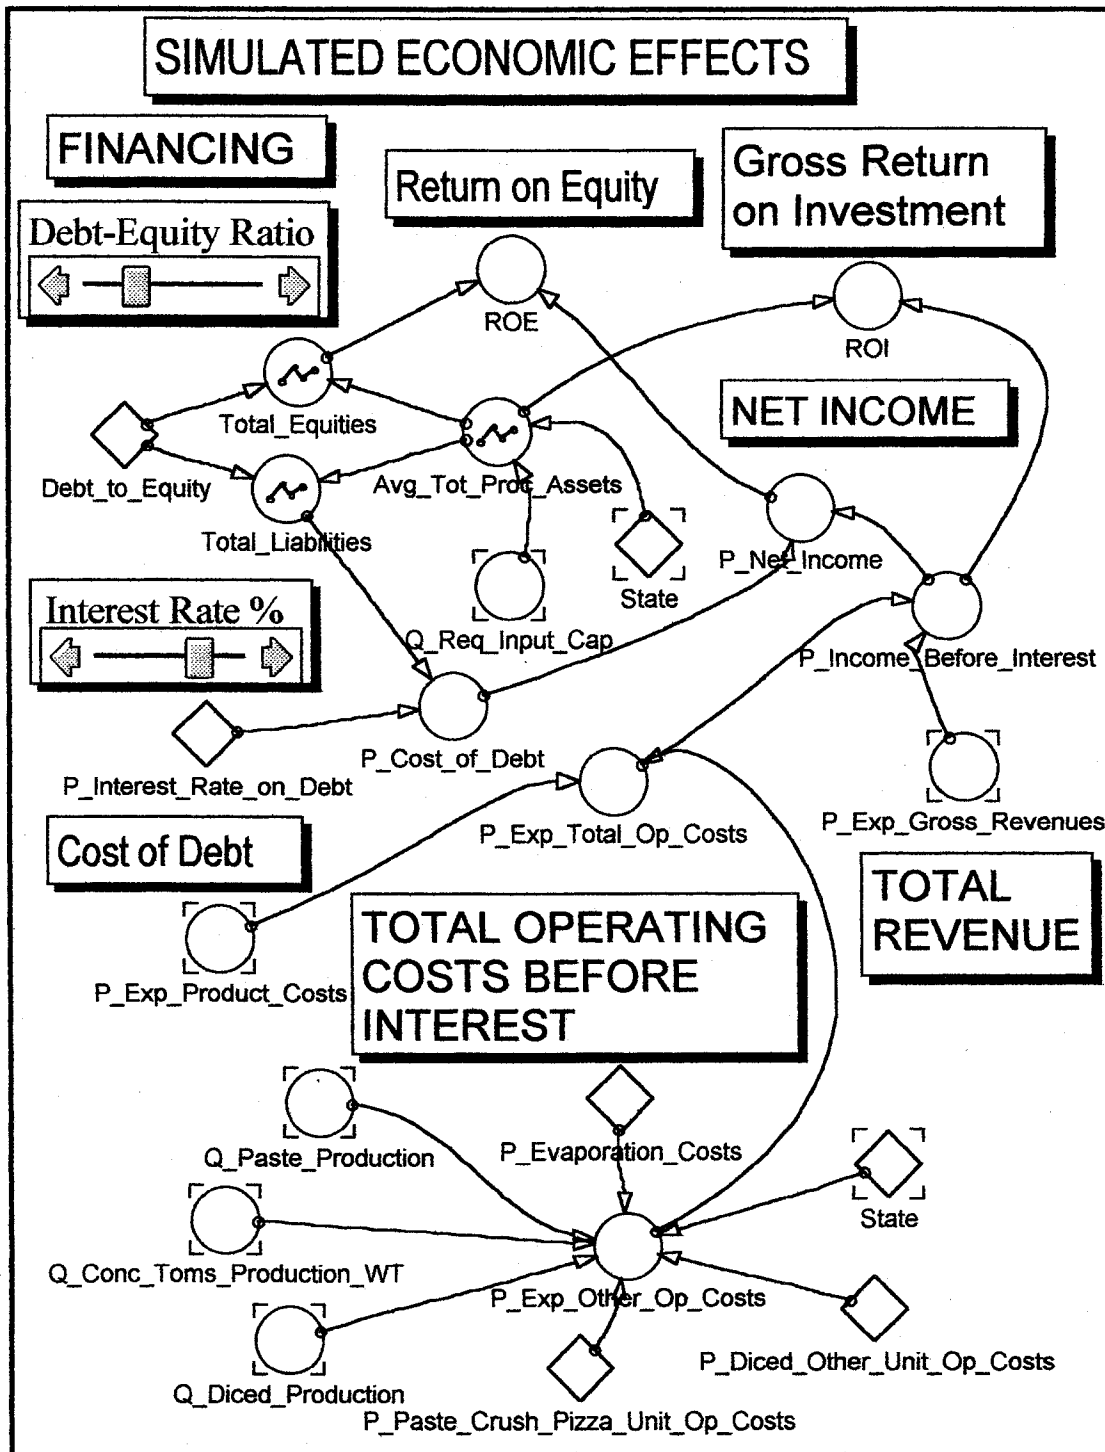 SIMULATED ECONOMIC EFFECTS
FINANCING
Return on Equity
Gross Return
on Investment
Debt-Equity Ratio
ROE
ROI
Total_Equities
NET INCOME
Debt_to_Equity
Avg_Tot_Proc_Assets
Total_Liabilities
P_Net_Income
State
Interest Rate %
Q_Req_Input_Cap
P_Income_Before_Interest
P_Cost_of_Debt
P_Interest_Rate_on_Debt
P_Exp_Total_Op_Costs
P_Exp_Gross_Revenues
Cost of Debt
TOTAL
REVENUE
TOTAL OPERATING
COSTS BEFORE
INTEREST
P_Exp_Product_Costs
Q_Paste_Production
P_Evaporation_Costs
State
Q_Conc_Toms_Production_WT
P_Exp_Other_Op_Costs
P_Diced_Other_Unit_Op_Costs
Q_Diced_Production
P_Paste_Crush_Pizza_Unit_Op_Costs